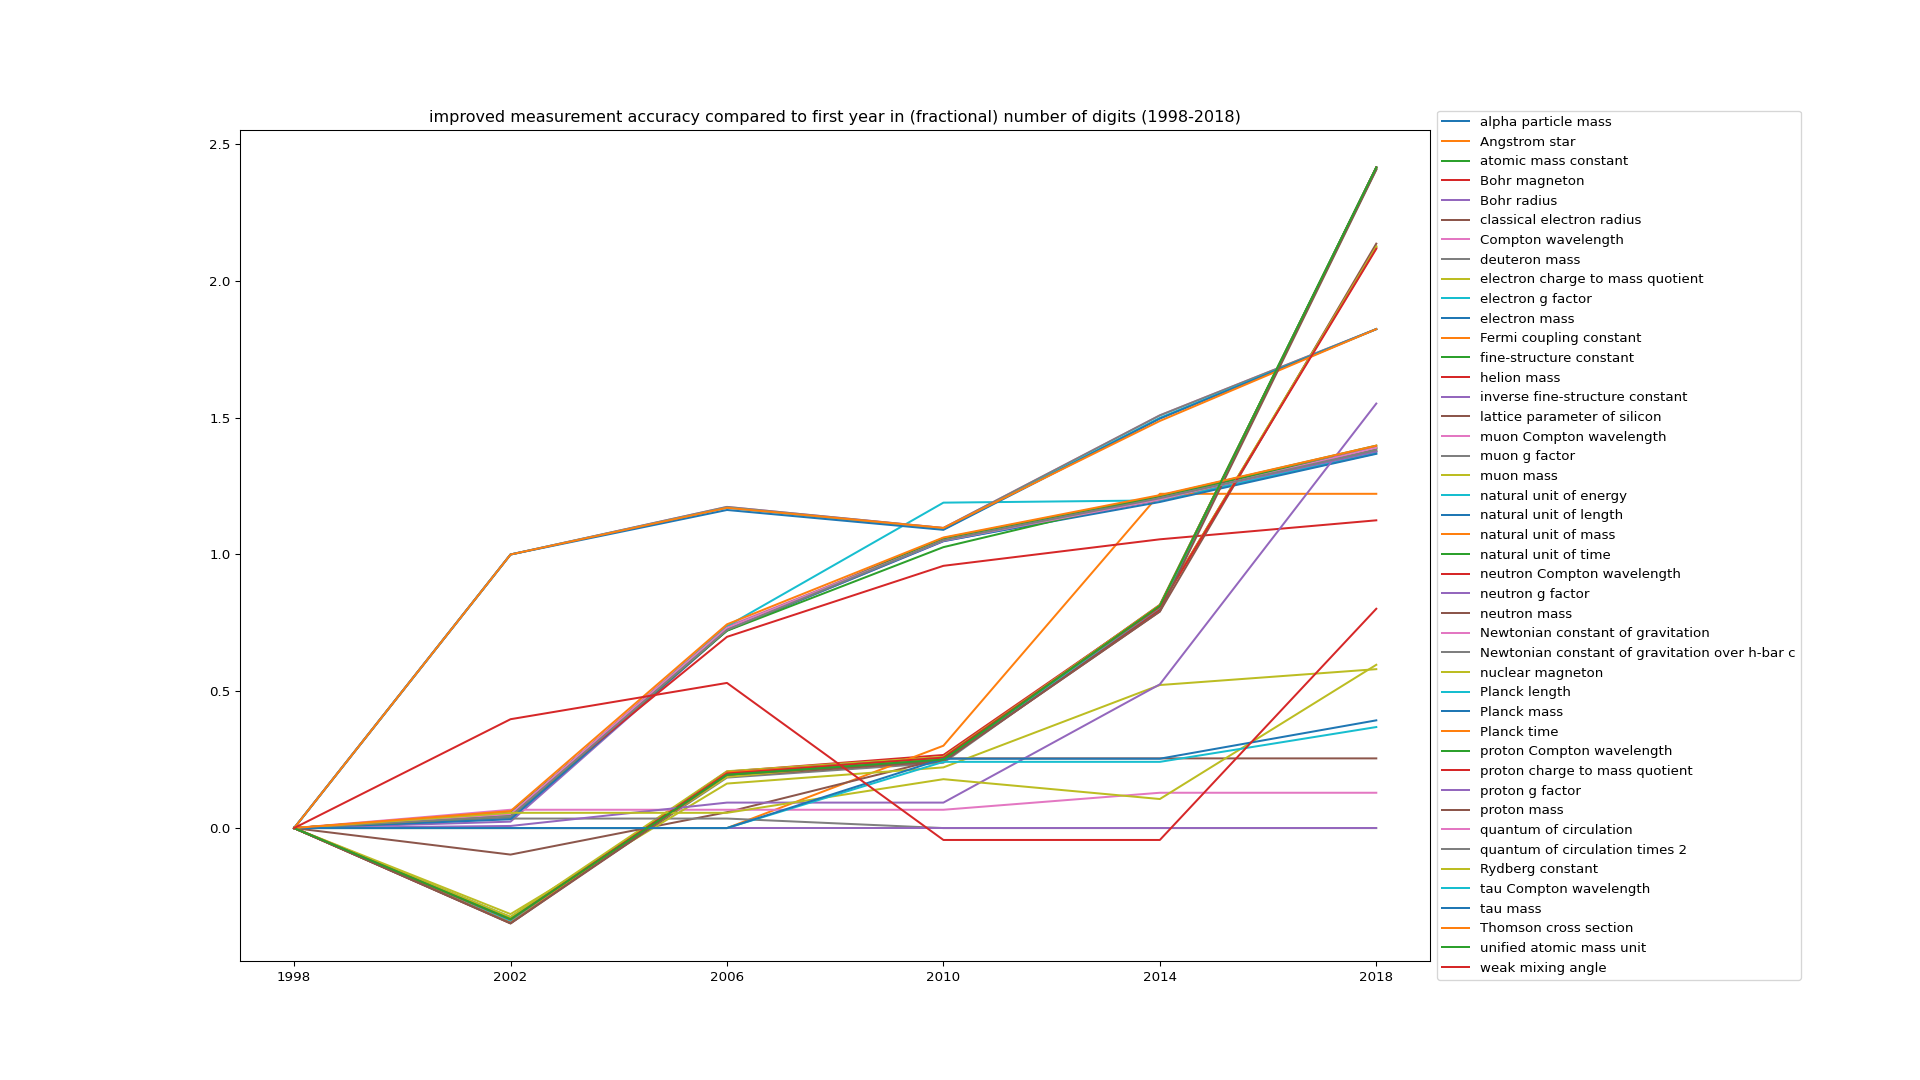 improved measurement accuracy compared to first year in (fractional) number of digits (1998-2018)
2.5
2.0
1.5
1.0
0.5
0.0
1998 2002 2006 2010 2014 2018
alpha particle mass
Angstrom star
atomic mass constant
Bohr magneton
Bohr radius
classical electron radius
Compton wavelength
deuteron mass
electron charge to mass quotient
electron g factor
electron mass
Fermi coupling constant
fine-structure constant
helion mass
inverse fine-structure constant
lattice parameter of silicon
muon Compton wavelength
muon g factor
muon mass
natural unit of energy
natural unit of length
natural unit of mass
natural unit of time
neutron Compton wavelength
neutron g factor
neutron mass
Newtonian constant of gravitation
Newtonian constant of gravitation over h-bar c
nuclear magneton
Planck length
Planck mass
Planck time
proton Compton wavelength
proton charge to mass quotient
proton g factor
proton mass
quantum of circulation
quantum of circulation times 2
Rydberg constant
tau Compton wavelength
tau mass
Thomson cross section
unified atomic mass unit
weak mixing angle